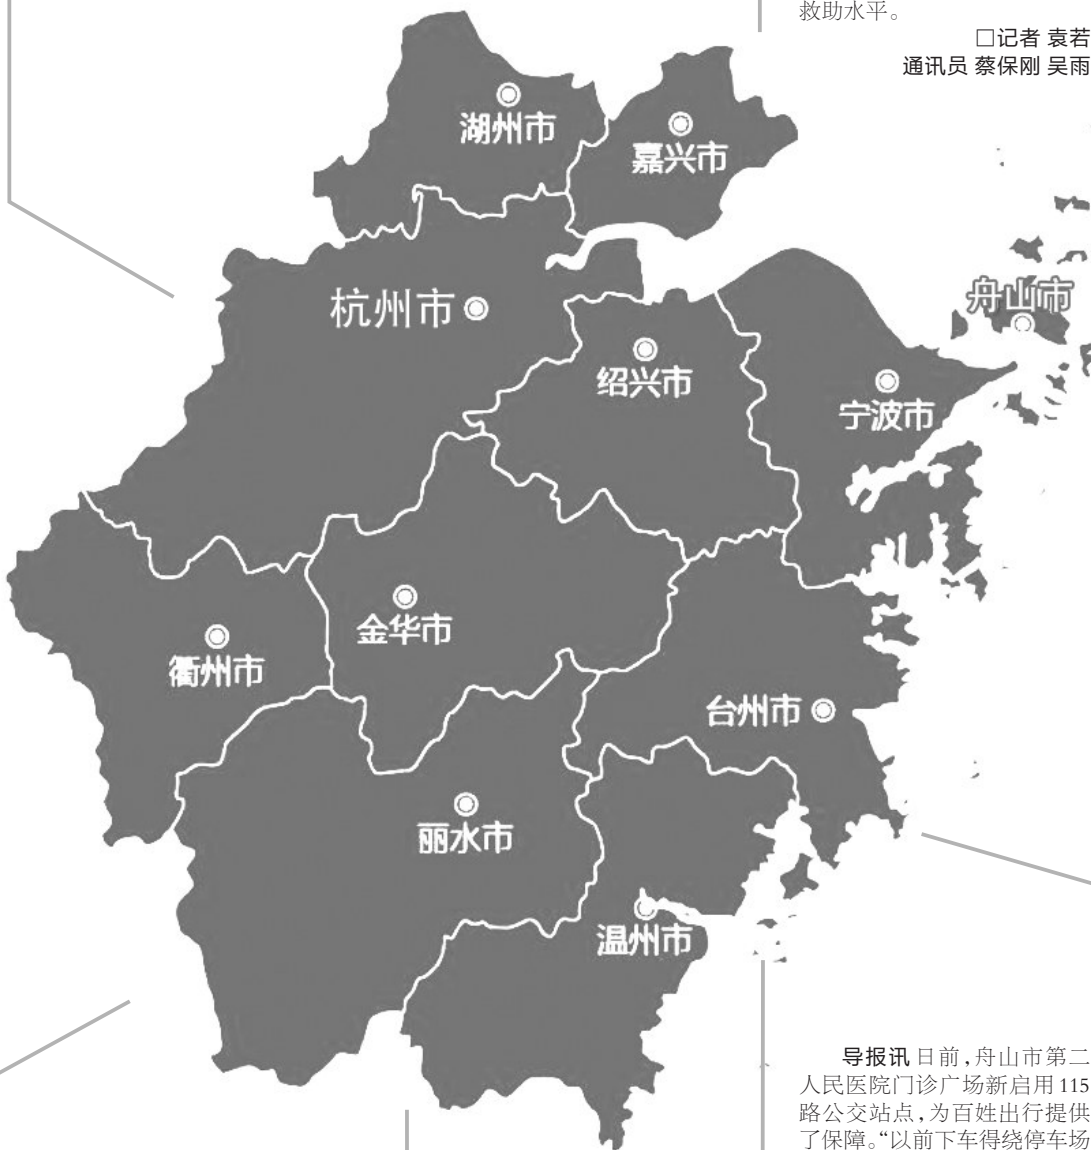 救助水平。
□记者 袁若
通讯员 蔡保刚 吴雨
湖州市
嘉兴市
杭州市
舟山市
绍兴市
宁波市
金华市
衢州市
台州市
丽水市
温州市
导报讯 日前，舟山市第二
人民医院门诊广场新启用115
路公交站点，为百姓出行提供
了保障。“以前下车得绕停车场